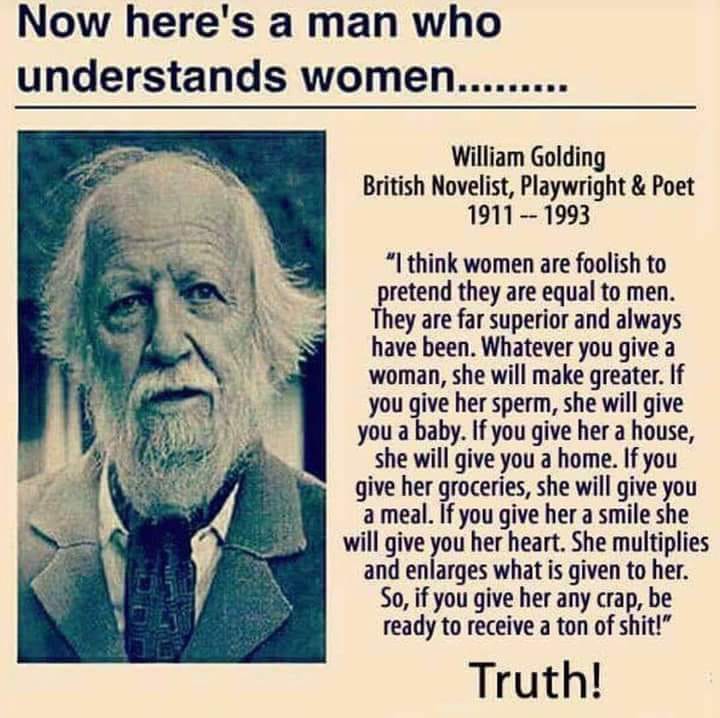 Now here's a man who
understands women.........
William Golding
British Novelist, Playwright & Poet
1911 -- 1993
“I think women are foolish to
pretend they are equal to men.
They are far superior and always
have been. Whatever you give a
woman, she will make greater. If
you give her sperm, she will give
you a baby. If you give her a house,
she will give you a home. If you
give her groceries, she will give you
a meal. If you give her a smile she
will give you her heart. She multiplies
and enlarges what is given to her.
So, if you give her any crap, be
ready to receive a ton of shit!”
Truth!